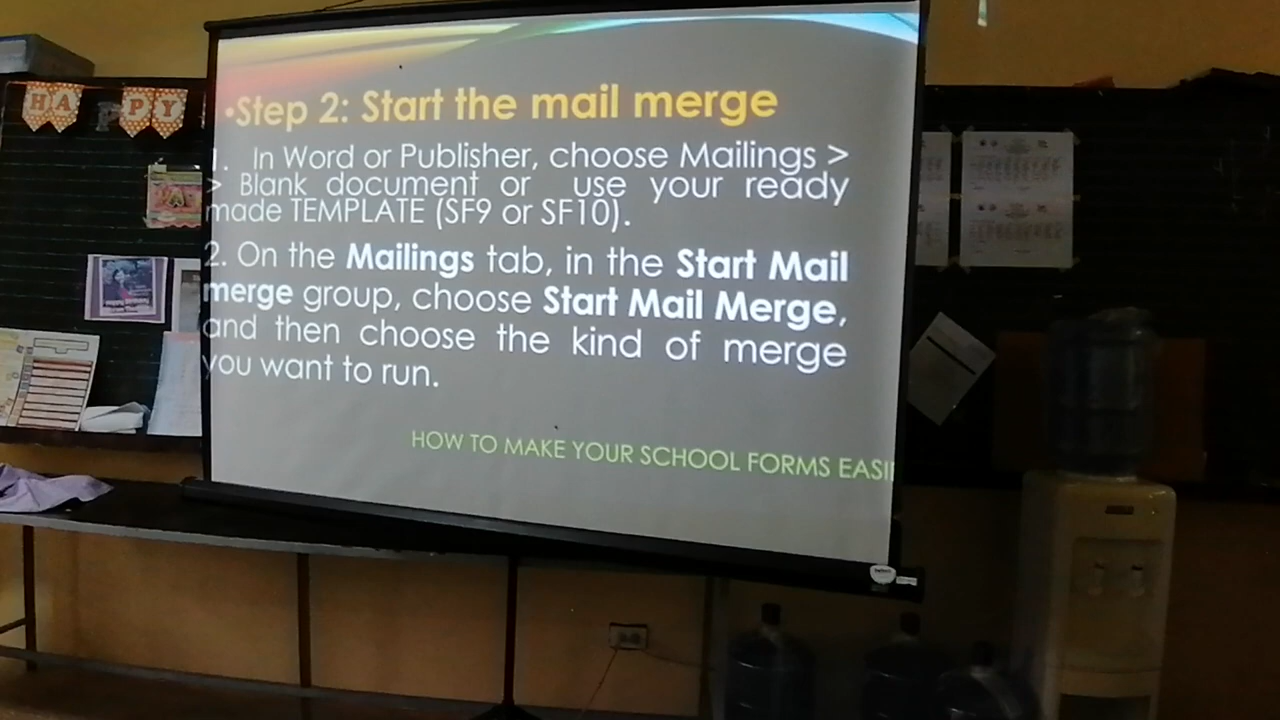 HAPPY
•Step 2: Start the mail merge
1. In Word or Publisher, choose Mailings >
> Blank document or use your ready
made TEMPLATE (SF9 or SF10).
2. On the Mailings tab, in the Start Mail
merge group, choose Start Mail Merge,
and then choose the kind of merge
you want to run.
HOW TO MAKE YOUR SCHOOL FORMS